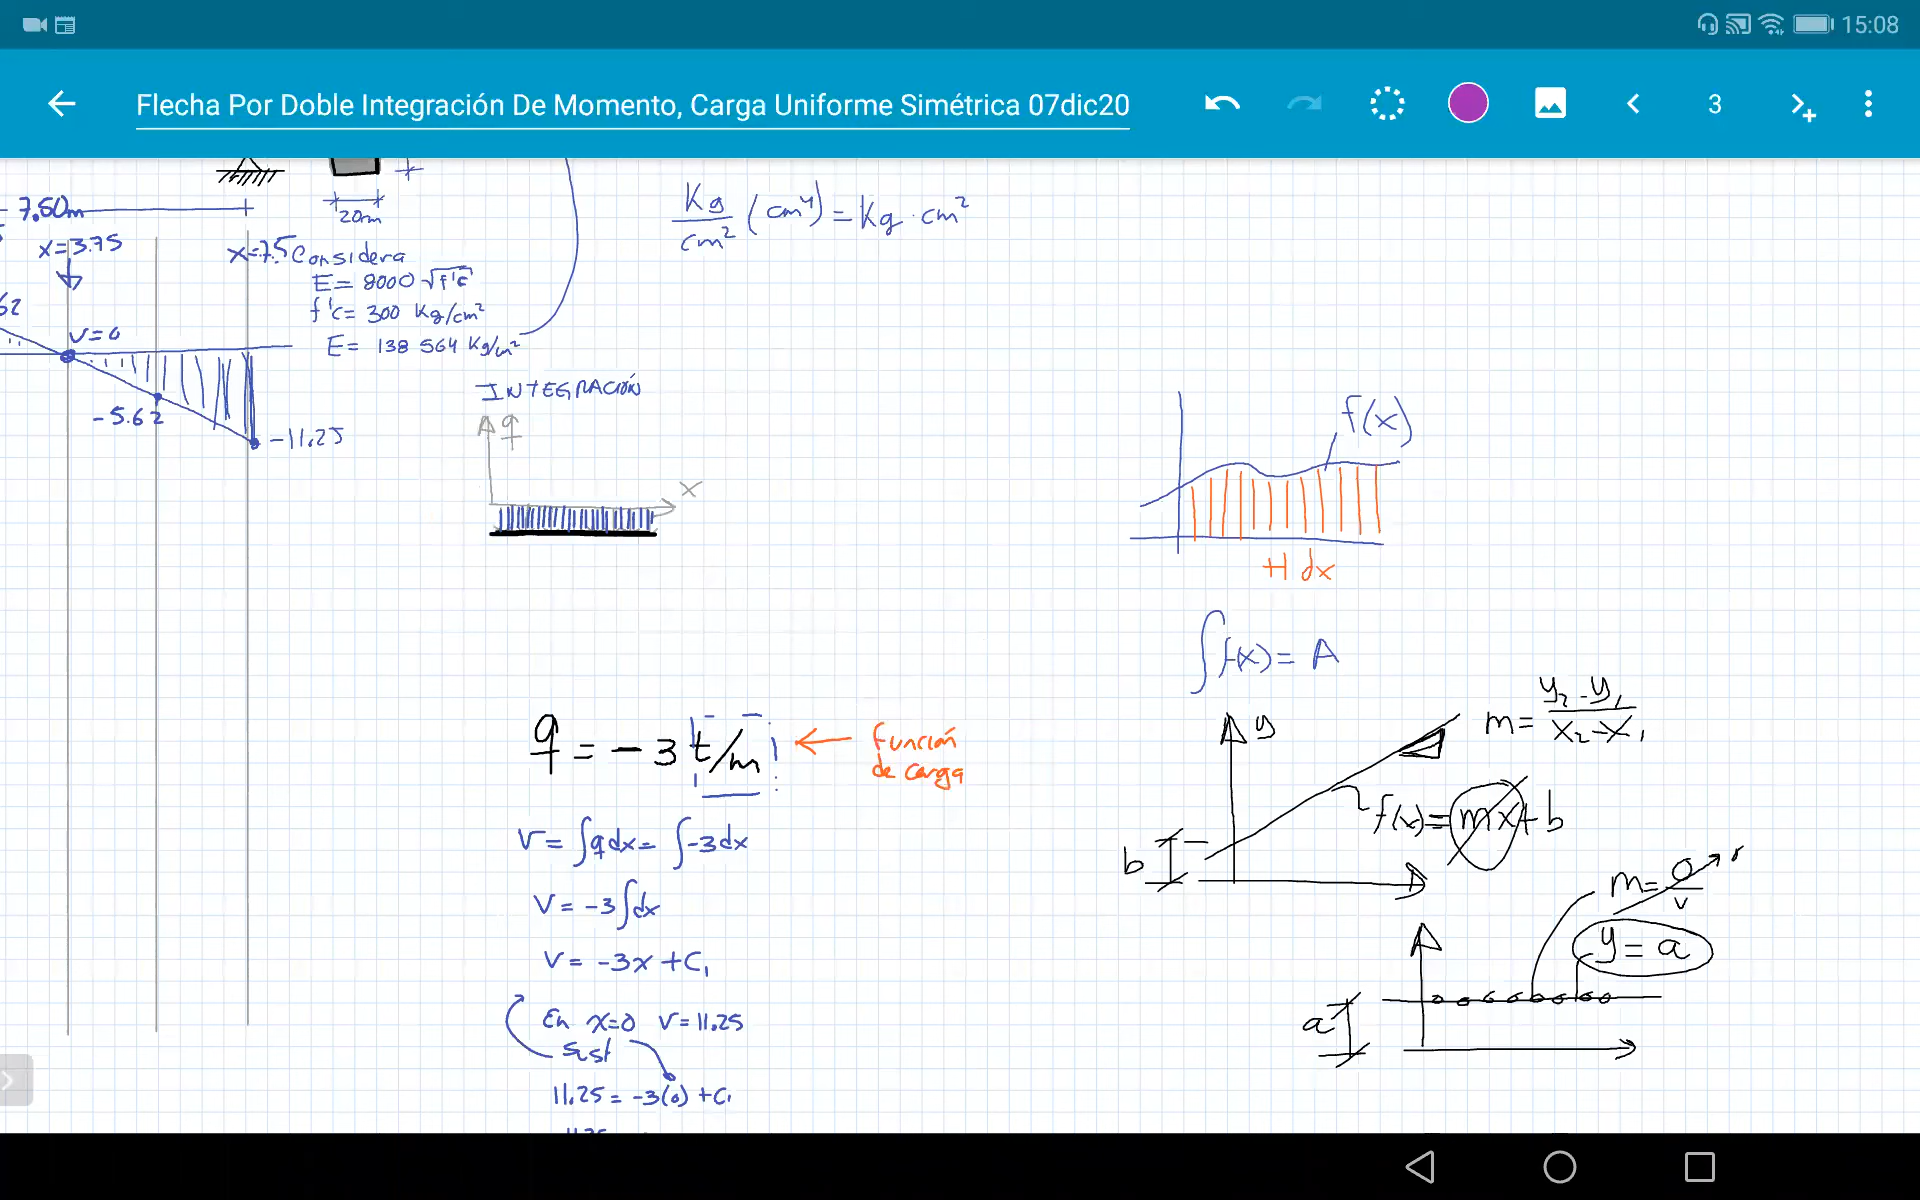 15:08
Flecha Por Doble Integración De Momento, Carga Uniforme Simétrica 07dic20
3
7.50m
20cm
Kg/cm² (cm⁴) = Kg · cm²
x=3.75
x=7.5
Considera
E= 8000 √f'c
f'c= 300 Kg/cm²
E= 138 564 Kg/cm²
62
V=0
-5.62
-11.25
INTEGRACIÓN
q
x
f(x)
dx
∫f(x)= A
q = -3 t/m
Función
de carga
V= ∫qdx= ∫-3dx
V= -3∫dx
V= -3x +C₁
En x=0 V=11.25
Sust
11.25= -3(0) +C₁
y
m= y₂-y₁/x₂-x₁
f(x)= mx+b
b
m= 0/v
y= a
a